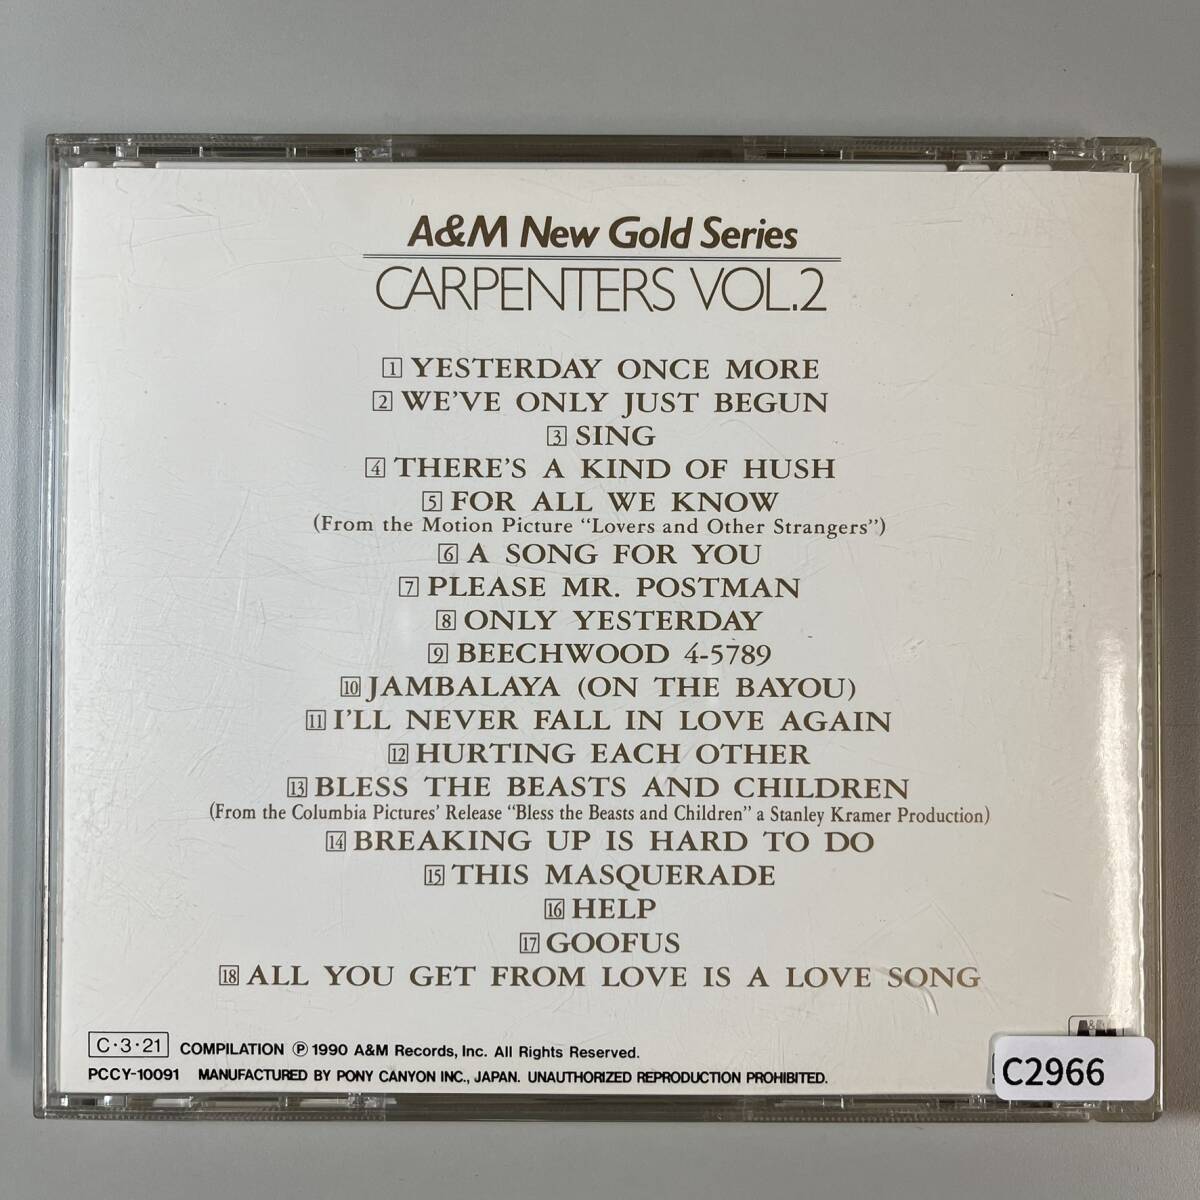 A&M New Gold Series
CARPENTERS VOL.2
1 YESTERDAY ONCE MORE
2 WE'VE ONLY JUST BEGUN
3 SING
4 THERE'S A KIND OF HUSH
5 FOR ALL WE KNOW
(From the Motion Picture "Lovers and Other Strangers")
6 A SONG FOR YOU
7 PLEASE MR. POSTMAN
8 ONLY YESTERDAY
9 BEECHWOOD 4-5789
10 JAMBALAYA (ON THE BAYOU)
11 I'LL NEVER FALL IN LOVE AGAIN
12 HURTING EACH OTHER
13 BLESS THE BEASTS AND CHILDREN
(From the Columbia Pictures' Release "Bless the Beasts and Children" a Stanley Kramer Production)
14 BREAKING UP IS HARD TO DO
15 THIS MASQUERADE
16 HELP
17 GOOFUS
18 ALL YOU GET FROM LOVE IS A LOVE SONG
C・3・21 COMPILATION Ⓟ 1990 A&M Records, Inc. All Rights Reserved.
PCCY-10091 MANUFACTURED BY PONY CANYON INC., JAPAN. UNAUTHORIZED REPRODUCTION PROHIBITED.
C2966